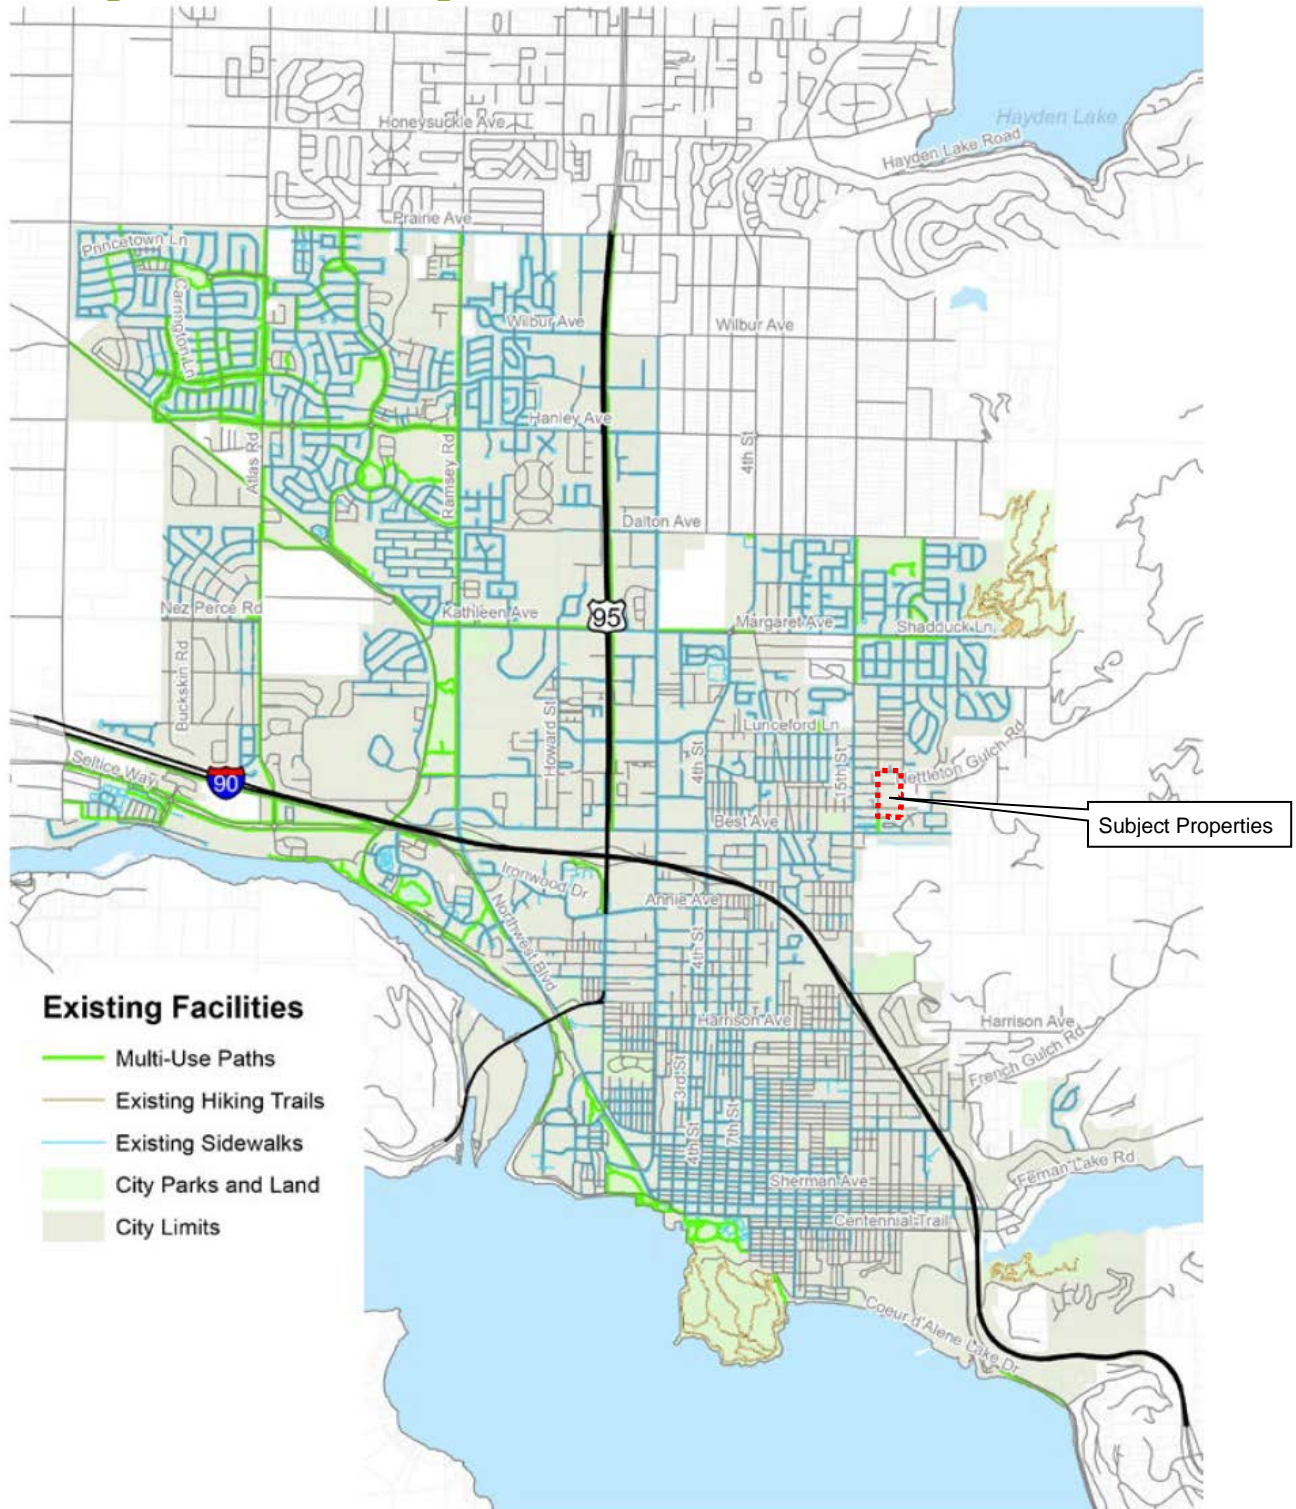 Hayden Lake
Honeysuckle Ave
Hayden Lake Road
Prairie Ave
Princetown Ln
Carrington Ln
Wilbur Ave
Wilbur Ave
Hanley Ave
Atlas Rd
Ramsey Rd
4th St
Dalton Ave
Nez Perce Rd
Kathleen Ave
95
Margaret Ave
Shadduck Ln
Buckskin Rd
Howard St
Lunceford Ln
4th St
15th St
Nettleton Gulch Rd
Seltice Way
90
Best Ave
Subject Properties
Ironwood Dr
Annie Ave
Northwest Blvd
4th St
Harrison Ave
Harrison Ave
French Gulch Rd
3rd St
7th St
4th St
Fernan Lake Rd
Sherman Ave
Centennial Trail
Coeur d'Alene Lake Dr
Existing Facilities
Multi-Use Paths
Existing Hiking Trails
Existing Sidewalks
City Parks and Land
City Limits